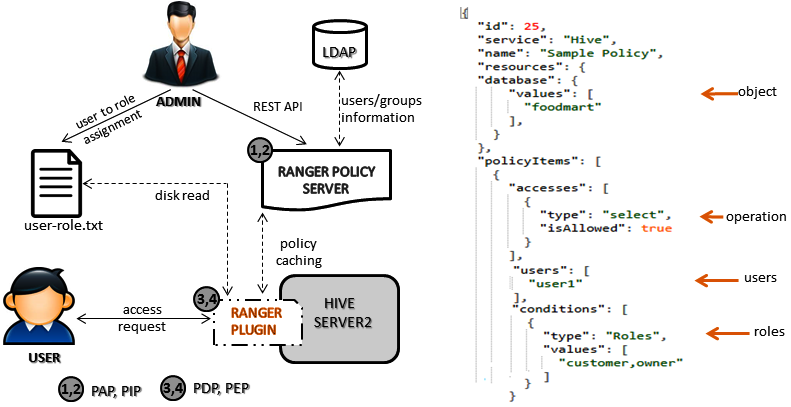 ADMIN
LDAP
user to role
assignment
REST API
users/groups
information
1,2
RANGER POLICY
SERVER
user-role.txt
disk read
policy
caching
3,4
RANGER
PLUGIN
HIVE
SERVER2
access
request
USER
1,2 PAP, PIP
3,4 PDP, PEP
{
"id": 25,
"service": "Hive",
"name": "Sample Policy",
"resources": {
"database": {
"values": [
"foodmart"
],
}
},
"policyItems": [
{
"accesses": [
{
"type": "select",
"isAllowed": true
}
],
"users": [
"user1"
],
"conditions": [
{
"type": "Roles",
"values": [
"customer,owner"
]
}
}
object
operation
users
roles